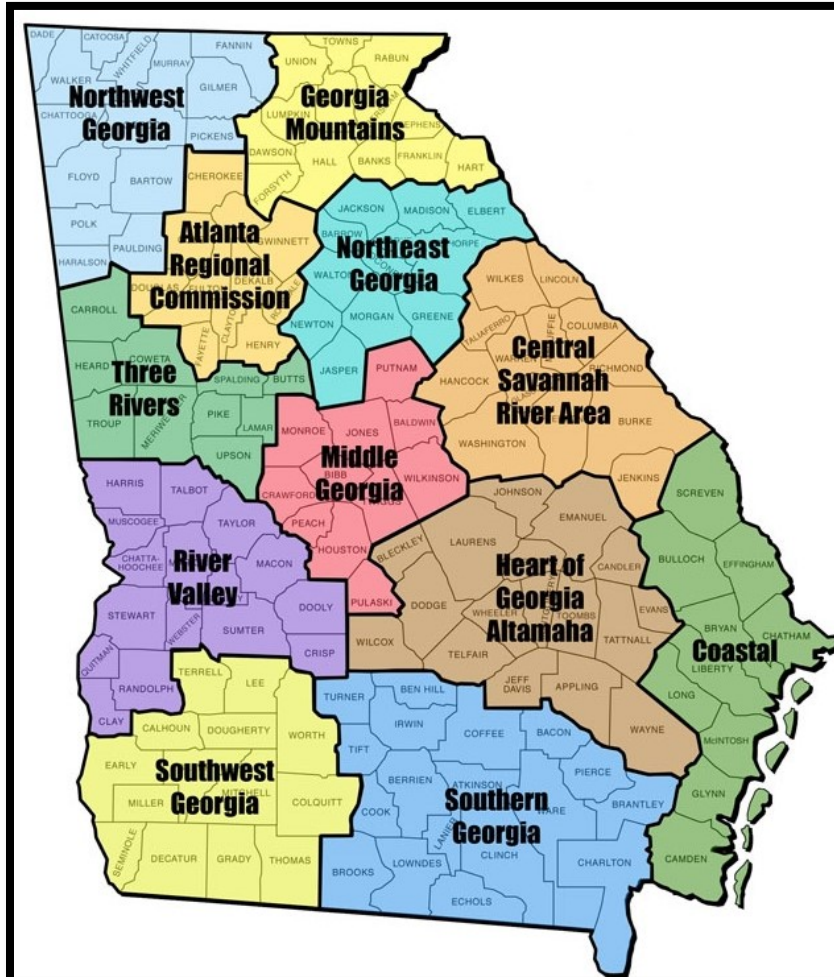 DADE
CATOOSA
WHITFIELD
MURRAY
FANNIN
WALKER
GILMER
Northwest
Georgia
CHATTOOGA
PICKENS
FLOYD
BARTOW
POLK
PAULDING
HARALSON
TOWNS
UNION
RABUN
Georgia
Mountains
LUMPKIN
DAWSON
HALL
BANKS
FRANKLIN
HART
FORSYTH
CHEROKEE
GWINNETT
Atlanta
Regional
Commission
DOUGLAS
FULTON
DEKALB
CLAYTON
FAYETTE
HENRY
JACKSON
MADISON
ELBERT
BARROW
Northeast
Georgia
WALTON
NEWTON
MORGAN
GREENE
JASPER
CARROLL
HEARD
COWETA
Three
Rivers
SPALDING
BUTTS
TROUP
MERIWETHER
PIKE
LAMAR
UPSON
WILKES
LINCOLN
TALIAFERRO
COLUMBIA
WARREN
RICHMOND
HANCOCK
Central
Savannah
River Area
BURKE
WASHINGTON
JENKINS
PUTNAM
MONROE
JONES
BALDWIN
Middle
Georgia
BIBB
WILKINSON
CRAWFORD
PEACH
HOUSTON
PULASKI
HARRIS
TALBOT
MUSCOGEE
TAYLOR
CHATTA-
HOOCHEE
MACON
River
Valley
STEWART
WEBSTER
SUMTER
DOOLY
CRISP
QUITMAN
RANDOLPH
CLAY
JOHNSON
EMANUEL
BLECKLEY
LAURENS
CANDLER
Heart of
Georgia
Altamaha
DODGE
WHEELER
TOOMBS
EVANS
TATTNALL
WILCOX
TELFAIR
JEFF
DAVIS
APPLING
WAYNE
SCREVEN
BULLOCH
EFFINGHAM
BRYAN
CHATHAM
Coastal
LIBERTY
LONG
McINTOSH
GLYNN
CAMDEN
TERRELL
LEE
CALHOUN
DOUGHERTY
WORTH
EARLY
Southwest
Georgia
MILLER
MITCHELL
COLQUITT
SEMINOLE
DECATUR
GRADY
THOMAS
TURNER
BEN HILL
IRWIN
COFFEE
BACON
TIFT
PIERCE
BERRIEN
ATKINSON
Southern
Georgia
COOK
WARE
BRANTLEY
LANIER
CLINCH
CHARLTON
BROOKS
LOWNDES
ECHOLS